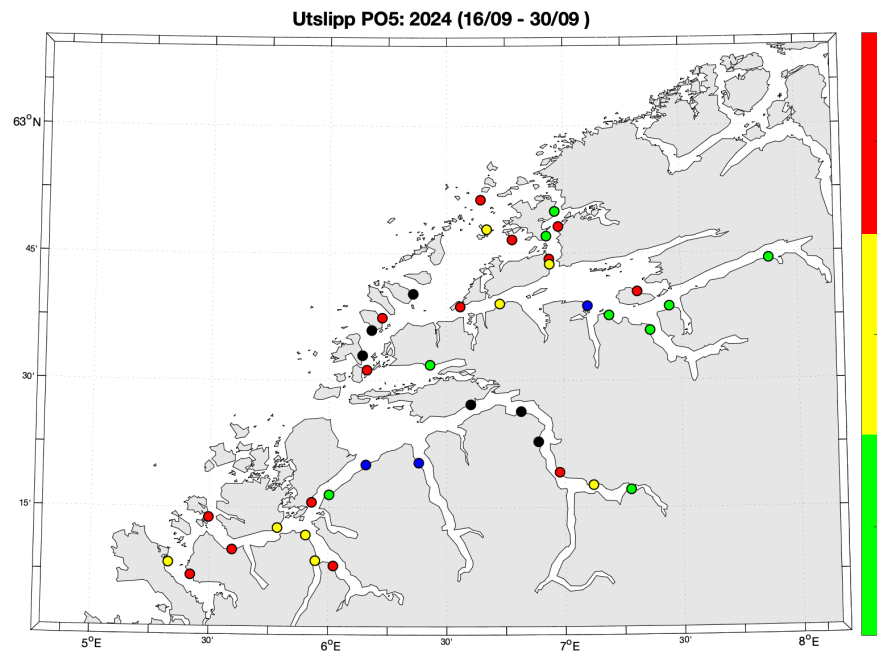 Utslipp PO5: 2024 (16/09 - 30/09 )
63°N
45'
30'
15'
5°E
30'
6°E
30'
7°E
30'
8°E